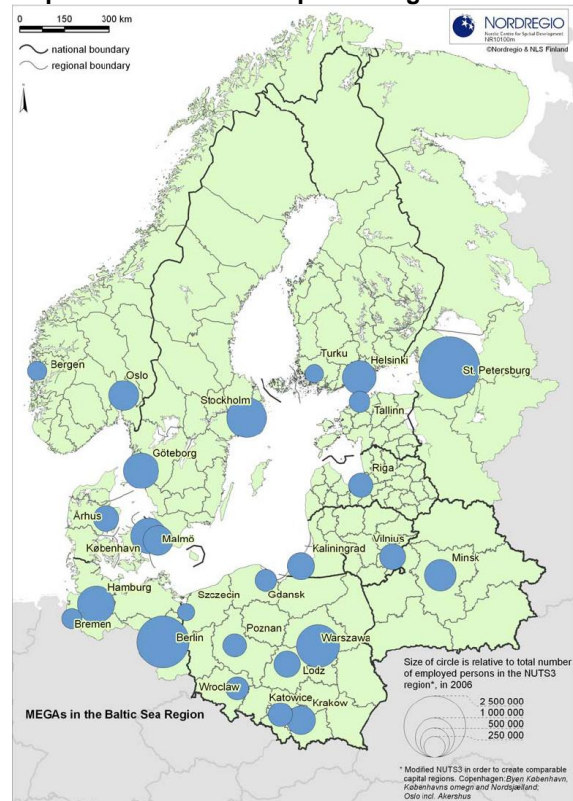 0 150 300 km
national boundary
regional boundary
NORDREGIO
Nordic Centre for Spatial Development
NR10100m
©Nordregio & NLS Finland
Bergen
Oslo
Turku
Helsinki
St. Petersburg
Stockholm
Tallinn
Göteborg
Riga
Århus
København
Malmö
Kaliningrad
Vilnius
Minsk
Hamburg
Szczecin
Gdansk
Bremen
Berlin
Poznan
Warszawa
Lodz
Wroclaw
Katowice
Krakow
MEGAs in the Baltic Sea Region
Size of circle is relative to total number
of employed persons in the NUTS3
region*, in 2006
2 500 000
1 000 000
500 000
250 000
* Modified NUTS3 in order to create comparable
capital regions. Copenhagen:Byen København,
Københavns omegn and Nordsjælland;
Oslo incl. Akershus